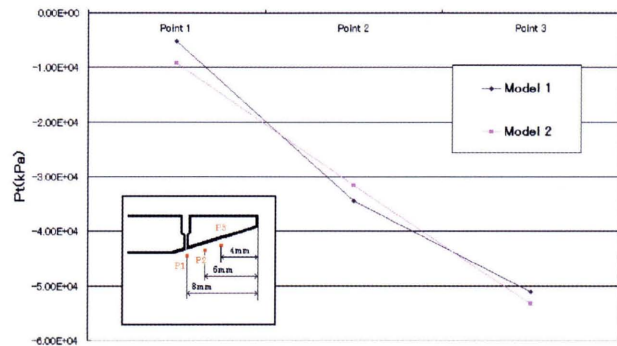 0.00E+00
Point 1 Point 2 Point 3
-1.00E+04
-2.00E+04
-3.00E+04
-4.00E+04
-5.00E+04
-6.00E+04
Pt(kPa)
Model 1
Model 2
P3
4mm
P1 P2
6mm
8mm